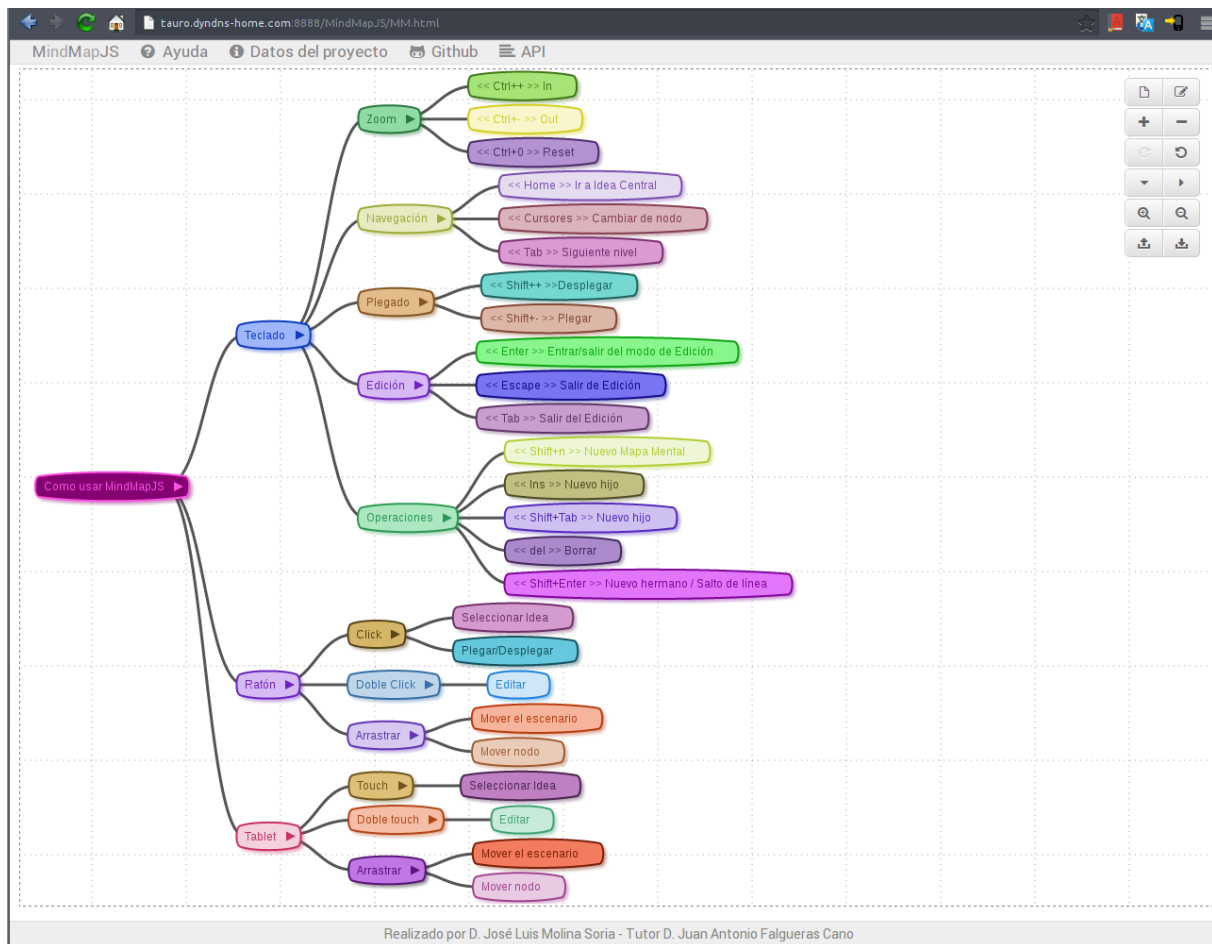 tauro.dyndns-home.com:8888/MindMapJS/MM.html
MindMapJS Ayuda Datos del proyecto Github API
Como usar MindMapJS
Teclado
Zoom
<< Ctrl++ >> In
<< Ctrl+- >> Out
<< Ctrl+0 >> Reset
Navegación
<< Home >> Ir a Idea Central
<< Cursores >> Cambiar de nodo
<< Tab >> Siguiente nivel
Plegado
<< Shift++ >>Desplegar
<< Shift+- >> Plegar
Edición
<< Enter >> Entrar/salir del modo de Edición
<< Escape >> Salir de Edición
<< Tab >> Salir del Edición
Operaciones
<< Shift+n >> Nuevo Mapa Mental
<< Ins >> Nuevo hijo
<< Shift+Tab >> Nuevo hijo
<< del >> Borrar
<< Shift+Enter >> Nuevo hermano / Salto de línea
Ratón
Click
Seleccionar Idea
Plegar/Desplegar
Doble Click
Editar
Arrastrar
Mover el escenario
Mover nodo
Tablet
Touch
Seleccionar Idea
Doble touch
Editar
Arrastrar
Mover el escenario
Mover nodo
Realizado por D. José Luis Molina Soria - Tutor D. Juan Antonio Falgueras Cano